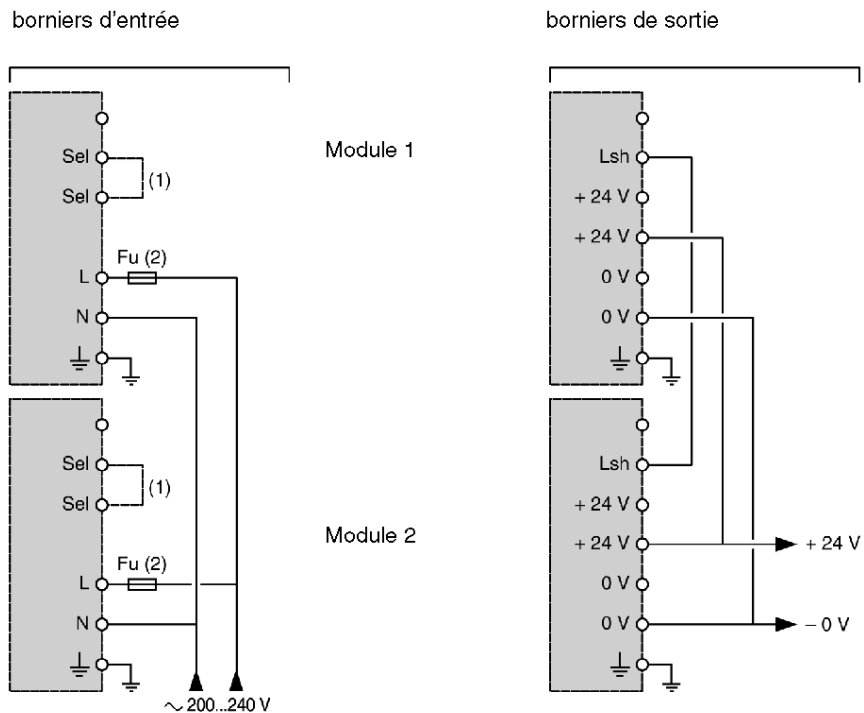 borniers d'entrée
borniers de sortie
Module 1
Sel
(1)
Sel
Fu (2)
L
N
Lsh
+ 24 V
+ 24 V
0 V
0 V
Module 2
Sel
(1)
Sel
Fu (2)
L
N
∼ 200...240 V
Lsh
+ 24 V
+ 24 V
+ 24 V
0 V
0 V
– 0 V